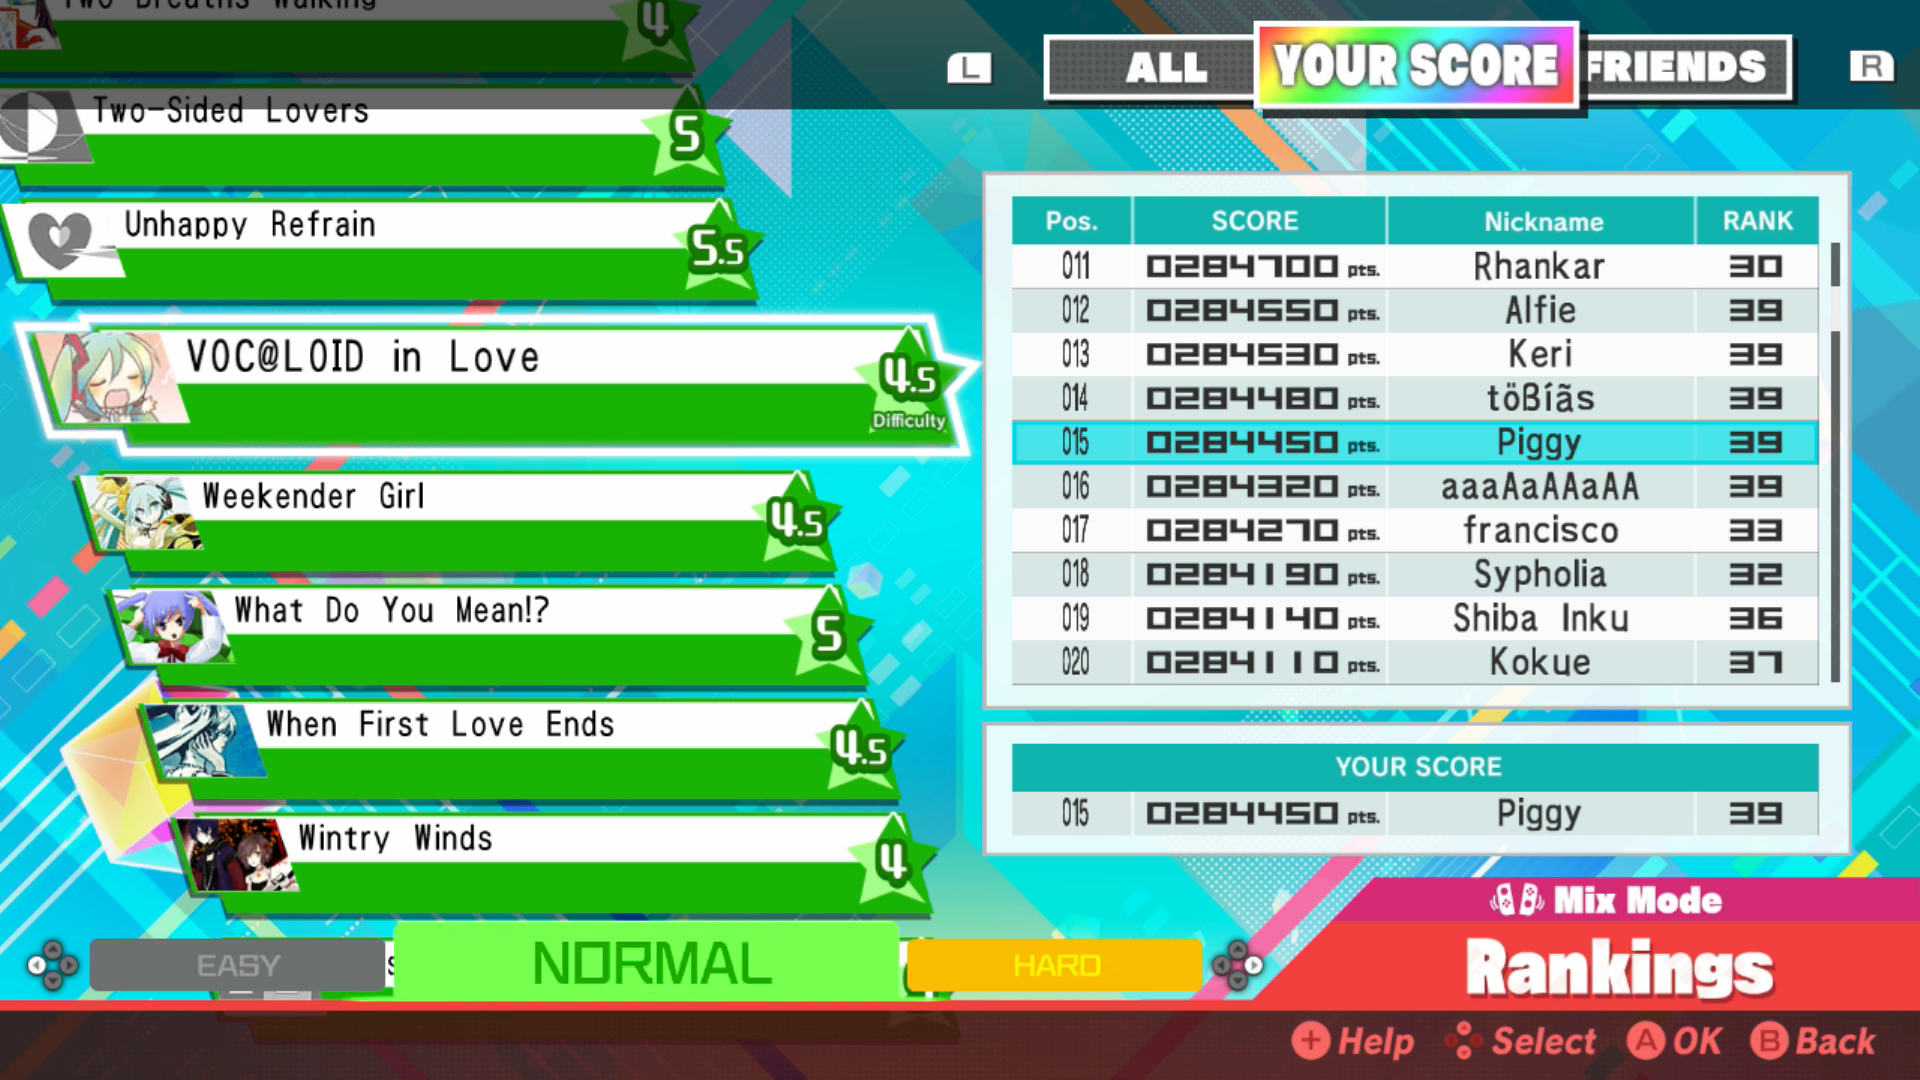 Two Breaths Walking
4
Two-Sided Lovers
5
Unhappy Refrain
5.5
VOC@LOID in Love
4.5
Difficulty
Weekender Girl
4.5
What Do You Mean!?
5
When First Love Ends
4.5
Wintry Winds
4
EASY
NORMAL
HARD
L
ALL
YOUR SCORE
FRIENDS
R
Pos. SCORE Nickname RANK
011 0284700 pts. Rhankar 30
012 0284550 pts. Alfie 39
013 0284530 pts. Keri 39
014 0284480 pts. töBíãs 39
015 0284450 pts. Piggy 39
016 0284320 pts. aaaAaAAaAA 39
017 0284270 pts. francisco 33
018 0284190 pts. Sypholia 32
019 0284140 pts. Shiba Inku 36
020 0284110 pts. Kokue 37
YOUR SCORE
015 0284450 pts. Piggy 39
Mix Mode
Rankings
+ Help Select A OK B Back